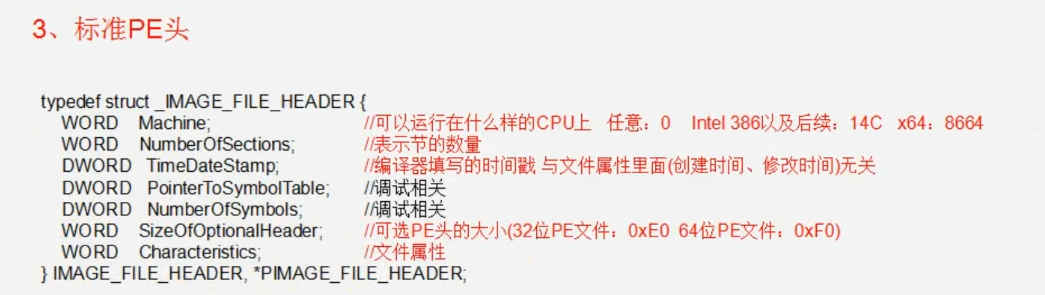 3、标准PE头
typedef struct _IMAGE_FILE_HEADER {
WORD Machine; //可以运行在什么样的CPU上 任意：0 Intel 386以及后续：14C x64：8664
WORD NumberOfSections; //表示节的数量
DWORD TimeDateStamp; //编译器填写的时间戳 与文件属性里面(创建时间、修改时间)无关
DWORD PointerToSymbolTable; //调试相关
DWORD NumberOfSymbols; //调试相关
WORD SizeOfOptionalHeader; //可选PE头的大小(32位PE文件：0xE0 64位PE文件：0xF0)
WORD Characteristics; //文件属性
} IMAGE_FILE_HEADER, *PIMAGE_FILE_HEADER;